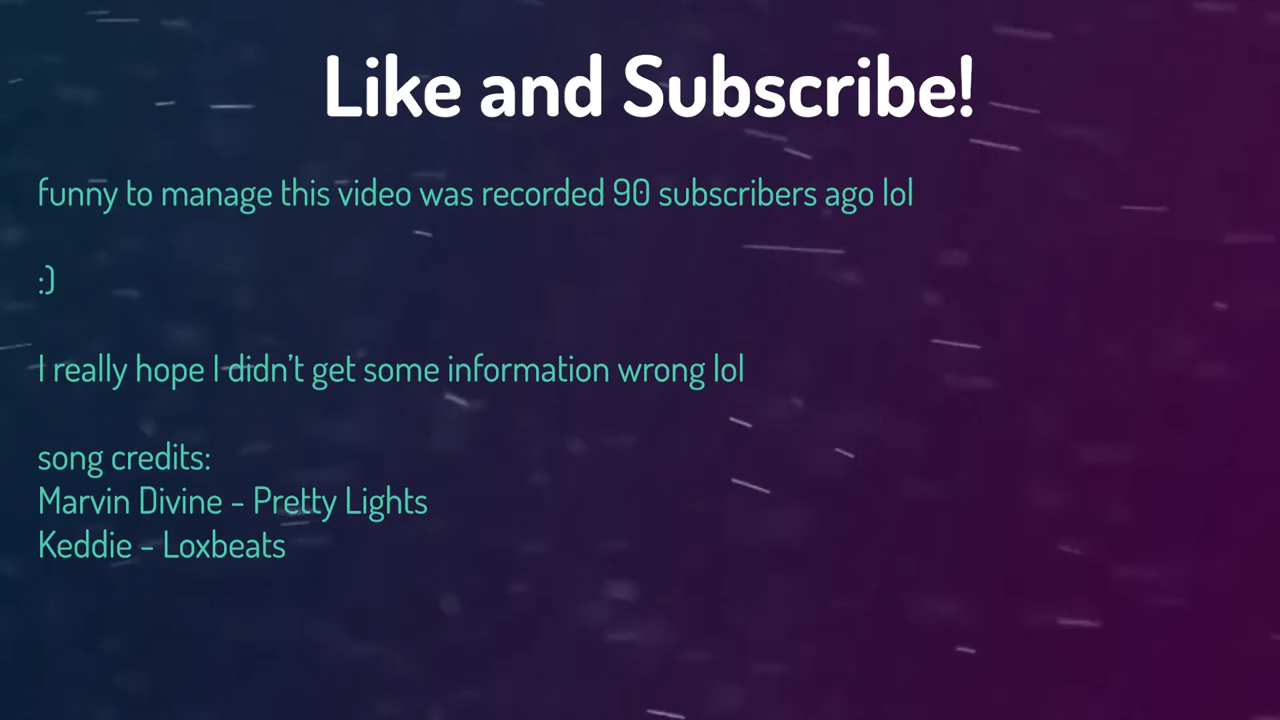 Like and Subscribe!
funny to manage this video was recorded 90 subscribers ago lol
:)
I really hope I didn't get some information wrong lol
song credits:
Marvin Divine - Pretty Lights
Keddie - Loxbeats